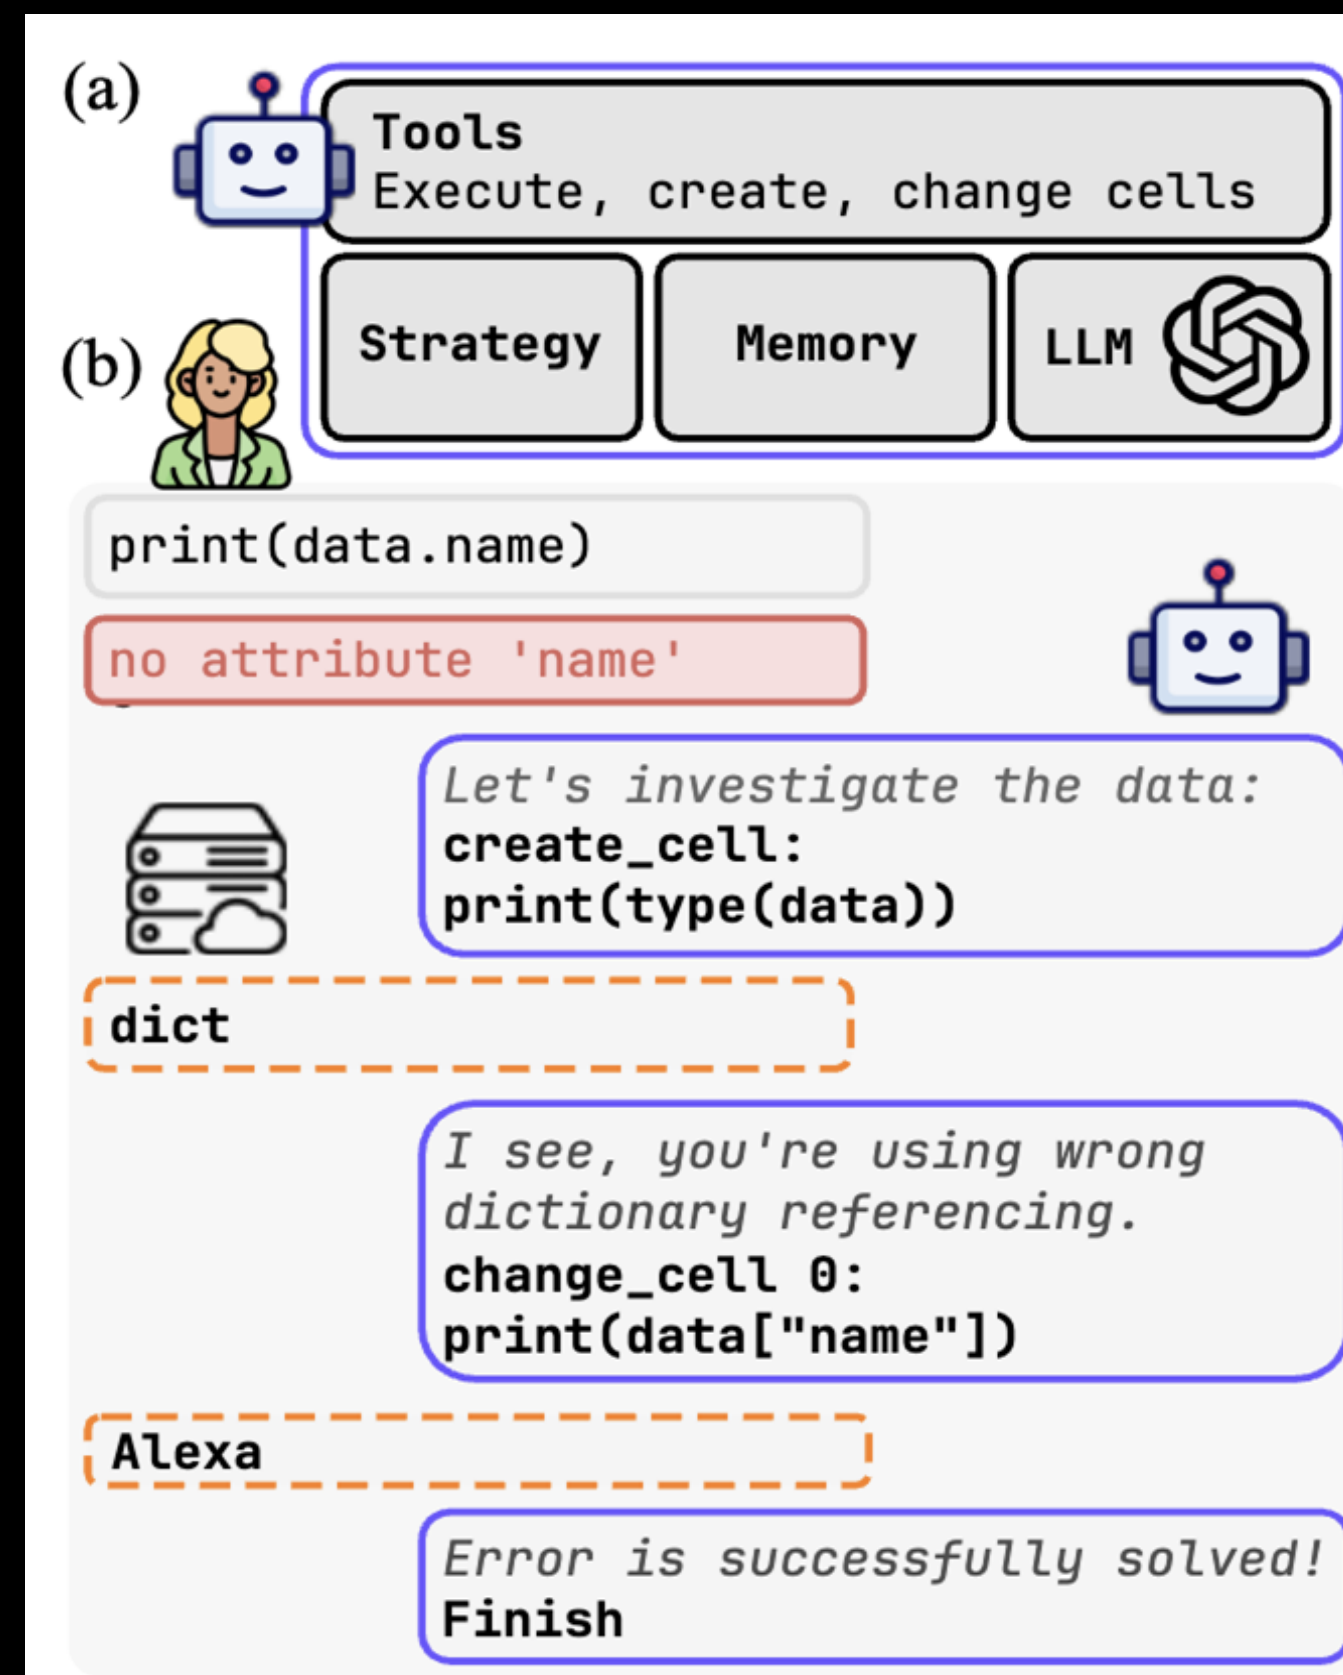 (a)
Tools
Execute, create, change cells
Strategy
Memory
LLM
(b)
print(data.name)
no attribute 'name'
Let's investigate the data:
create_cell:
print(type(data))
dict
I see, you're using wrong
dictionary referencing.
change_cell 0:
print(data["name"])
Alexa
Error is successfully solved!
Finish